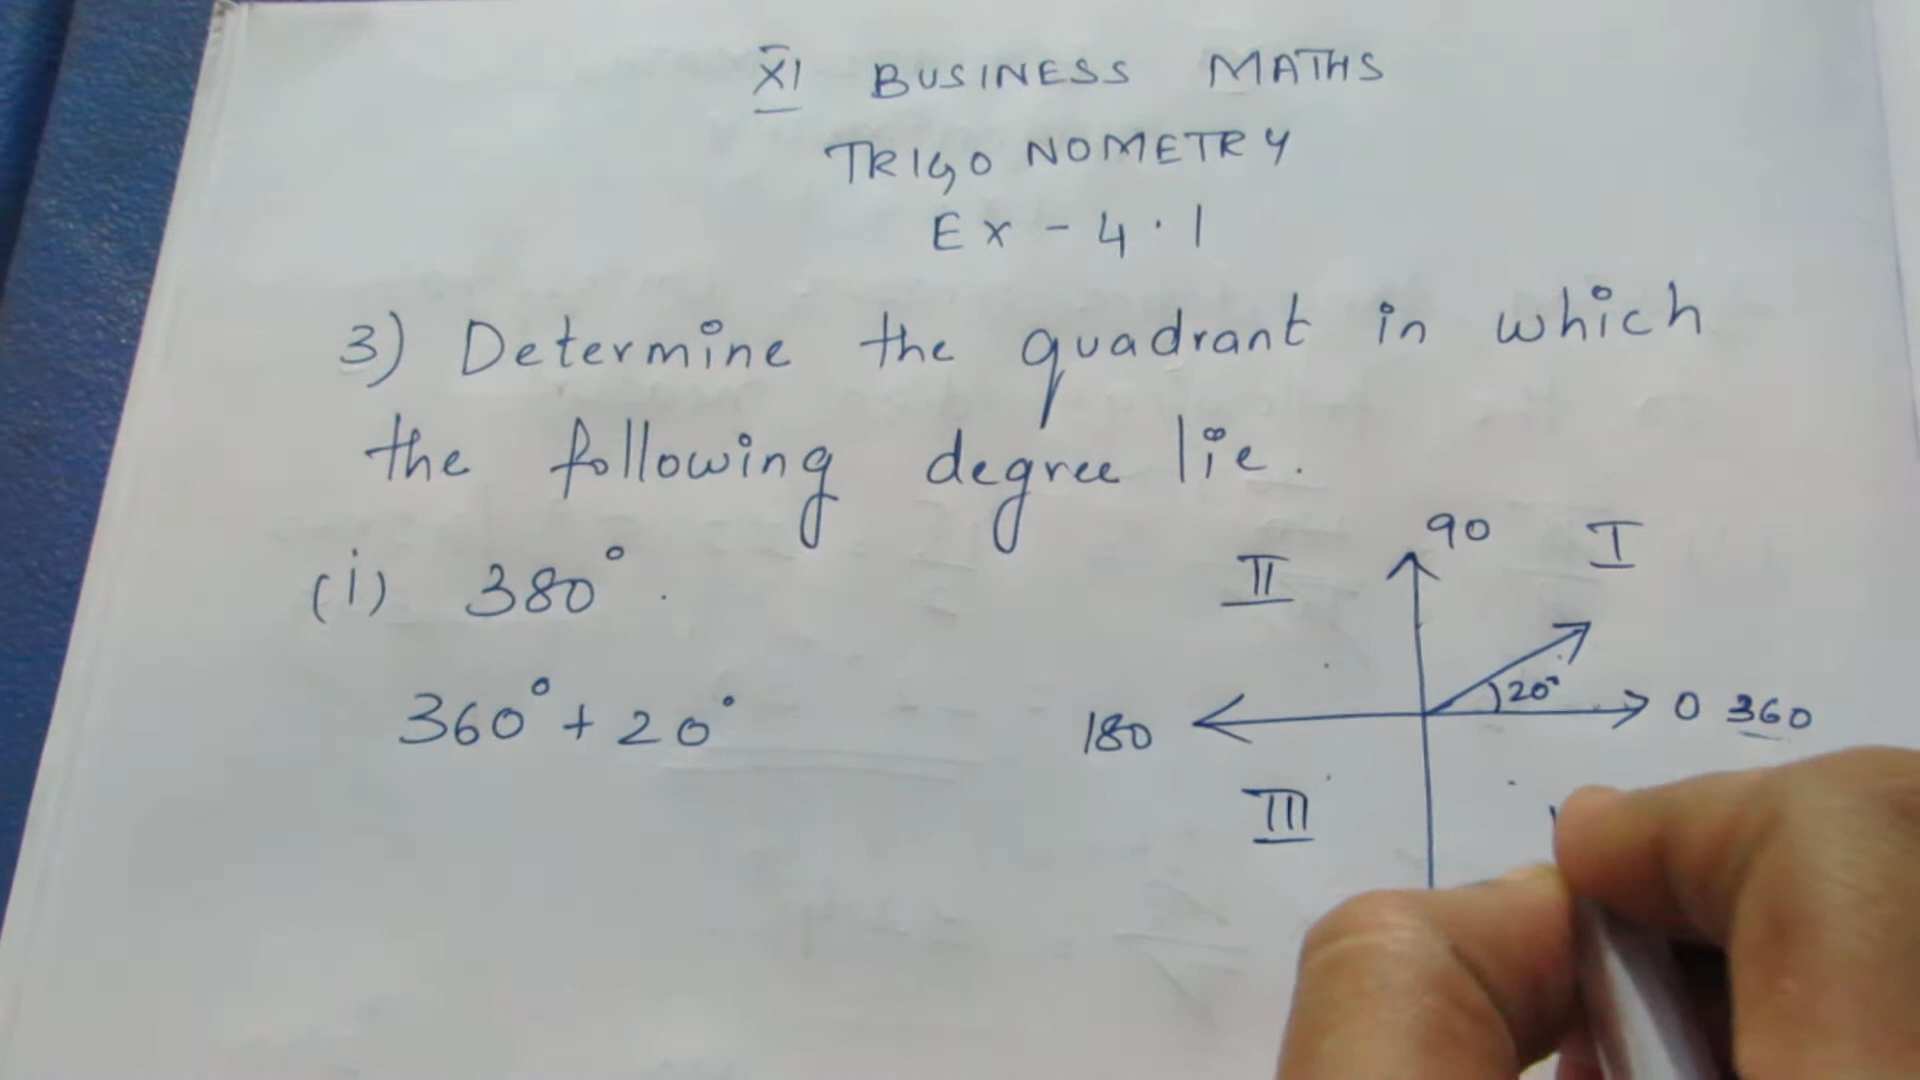 XI BUSINESS MATHS
TRIGONOMETRY
Ex - 4.1
3) Determine the quadrant in which
the following degree lie.
(i) 380°.
360° + 20°
90
I
II
20°
180
0 360
III